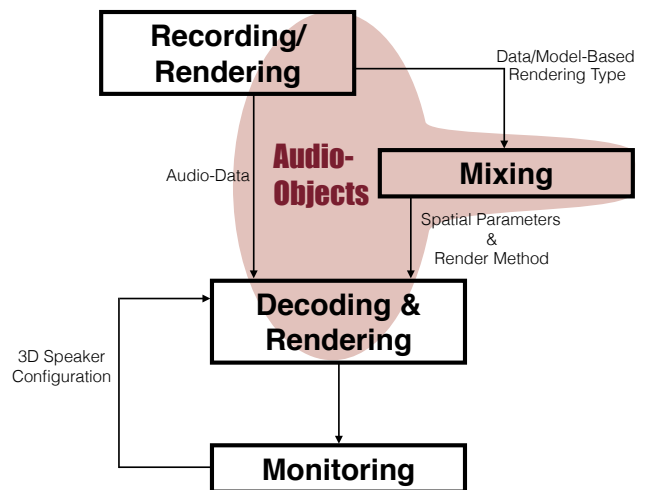 Recording/
Rendering
Data/Model-Based
Rendering Type
Audio-Data
Audio-
Objects
Mixing
Spatial Parameters
&
Render Method
Decoding &
Rendering
3D Speaker
Configuration
Monitoring